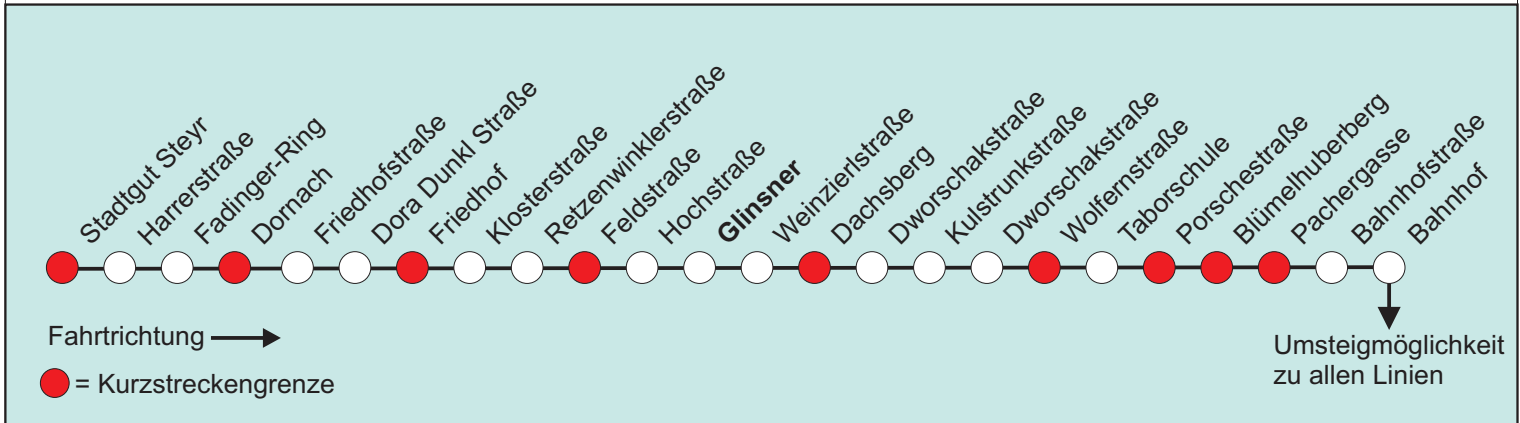 Stadtgut Steyr
Harrerstraße
Fadinger-Ring
Dornach
Friedhofstraße
Dora Dunkl Straße
Friedhof
Klosterstraße
Retzenwinklerstraße
Feldstraße
Hochstraße
Glinsner
Weinzierlstraße
Dachsberg
Dworschakstraße
Kulstrunkstraße
Dworschakstraße
Wolfernstraße
Taborschule
Porschestraße
Blümelhuberberg
Pachergasse
Bahnhofstraße
Bahnhof
Fahrtrichtung
= Kurzstreckengrenze
Umsteigmöglichkeit
zu allen Linien